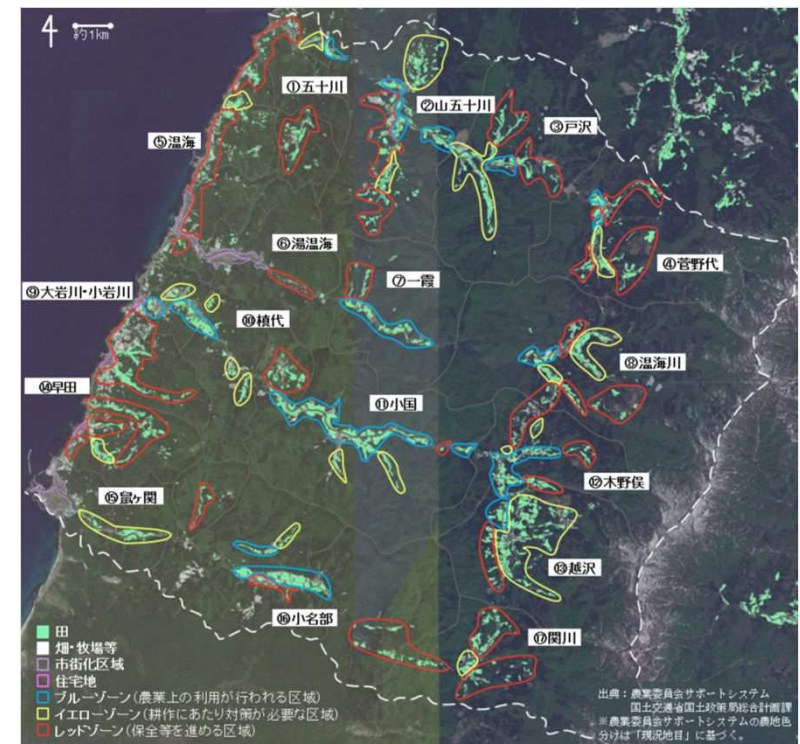 約1km
①五十川
②山五十川
③戸沢
⑤温海
⑥湯温海
④菅野代
⑦一霞
⑨大岩川・小岩川
⑩槙代
⑧温海川
⑭早田
⑪小国
⑫木野俣
⑮鼠ヶ関
⑬越沢
⑯小名部
⑰関川
田
畑・牧場等
市街化区域
住宅地
ブルーゾーン(農業上の利用が行われる区域)
イエローゾーン(耕作にあたり対策が必要な区域)
レッドゾーン(保全等を進める区域)
出典:農業委員会サポートシステム
国土交通省国土政策局総合計画課
※農業委員会サポートシステムの農地色
分けは「現況地目」に基づく。